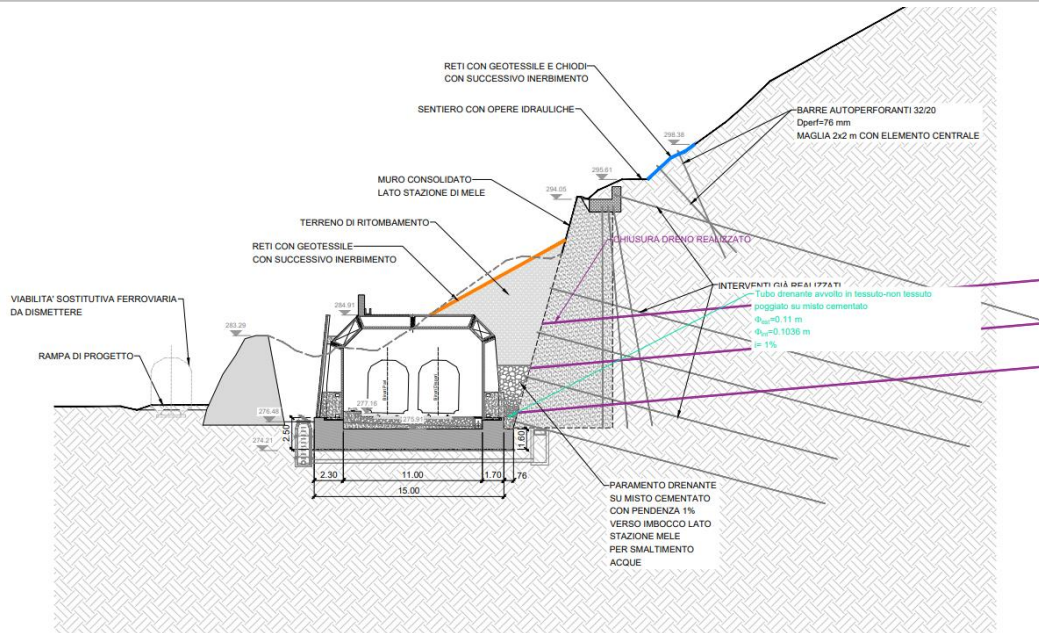 RETI CON GEOTESSILE E CHIODI
CON SUCCESSIVO INERBIMENTO
SENTIERO CON OPERE IDRAULICHE
BARRE AUTOPERFORANTI 32/20
Dperf=76 mm
MAGLIA 2x2 m CON ELEMENTO CENTRALE
298.38
295.61
294.05
MURO CONSOLIDATO
LATO STAZIONE DI MELE
TERRENO DI RITOMBAMENTO
RETI CON GEOTESSILE
CON SUCCESSIVO INERBIMENTO
CHIUSURA DRENO REALIZZATO
INTERVENTI GIÀ REALIZZATI
Tubo drenante avvolto in tessuto-non tessuto
poggiato su misto cementato
Φest=0.11 m
Φint=0.1036 m
i= 1%
VIABILITA' SOSTITUTIVA FERROVIARIA
DA DISMETTERE
RAMPA DI PROGETTO
284.91
283.29
277.16
276.48
275.91
274.21
2.50
1.60
2.30
11.00
1.70
76
15.00
PARAMENTO DRENANTE
SU MISTO CEMENTATO
CON PENDENZA 1%
VERSO IMBOCCO LATO
STAZIONE MELE
PER SMALTIMENTO
ACQUE